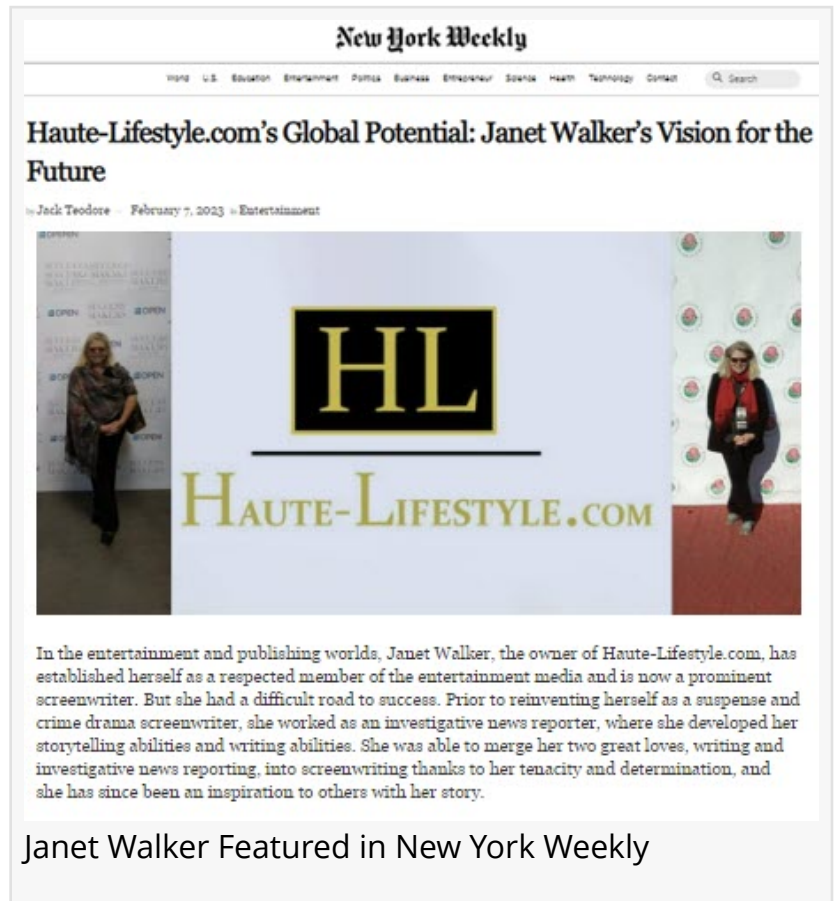 New York Weekly
World U.S. Education Entertainment Politics Business Entrepreneur Science Health Technology Contact Search
Haute-Lifestyle.com's Global Potential: Janet Walker's Vision for the
Future
by Jack Teodore — February 7, 2023 in Entertainment
OPEN
HL
HAUTE-LIFESTYLE.COM
In the entertainment and publishing worlds, Janet Walker, the owner of Haute-Lifestyle.com, has
established herself as a respected member of the entertainment media and is now a prominent
screenwriter. But she had a difficult road to success. Prior to reinventing herself as a suspense and
crime drama screenwriter, she worked as an investigative news reporter, where she developed her
storytelling abilities and writing abilities. She was able to merge her two great loves, writing and
investigative news reporting, into screenwriting thanks to her tenacity and determination, and
she has since been an inspiration to others with her story.
Janet Walker Featured in New York Weekly